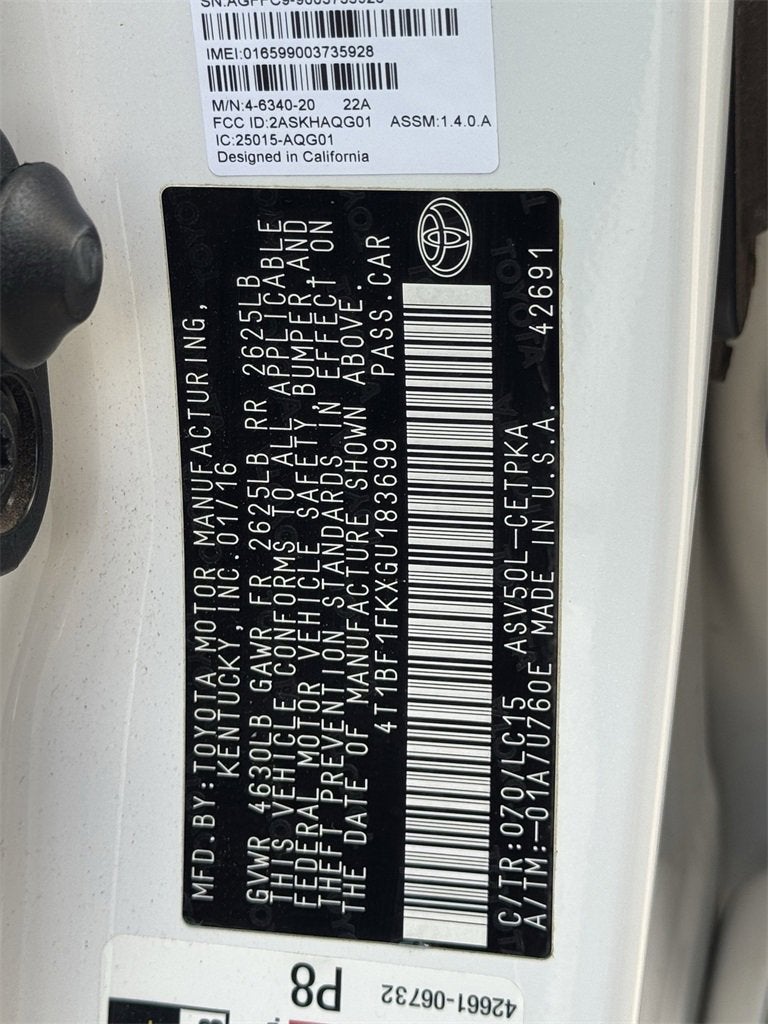 IMEI:016599003735928
M/N:4-6340-20 22A
FCC ID:2ASKHAQG01 ASSM:1.4.0.A
IC:25015-AQG01
Designed in California
MFD.BY:TOYOTA MOTOR MANUFACTURING,
KENTUCKY,INC.01/16
GVWR 4630LB GAWR FR 2625LB RR 2625LB
THIS VEHICLE CONFORMS TO ALL APPLICABLE
FEDERAL MOTOR VEHICLE SAFETY,BUMPER,AND
THEFT PREVENTION STANDARDS IN EFFECT ON
THE DATE OF MANUFACTURE SHOWN ABOVE.
4T1BF1FKXGU183699 PASS.CAR
C/TR:070/LC15 ASV50L-CETPKA 42691
A/TM:-01A/U760E MADE IN U.S.A.
P8
42661-06732